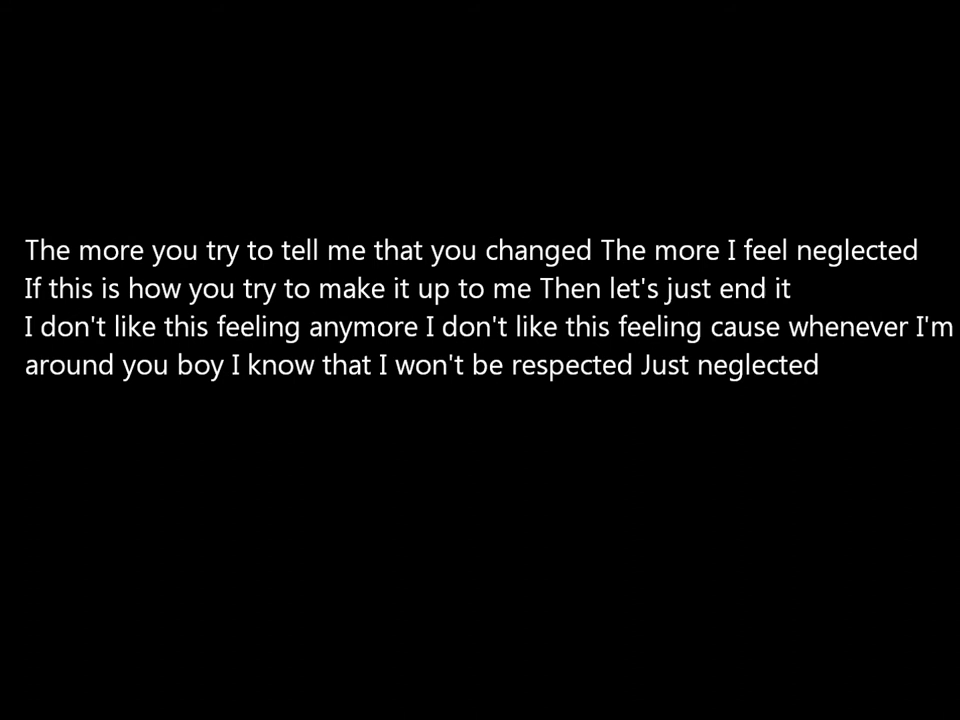 The more you try to tell me that you changed The more I feel neglected
If this is how you try to make it up to me Then let's just end it
I don't like this feeling anymore I don't like this feeling cause whenever I'm
around you boy I know that I won't be respected Just neglected